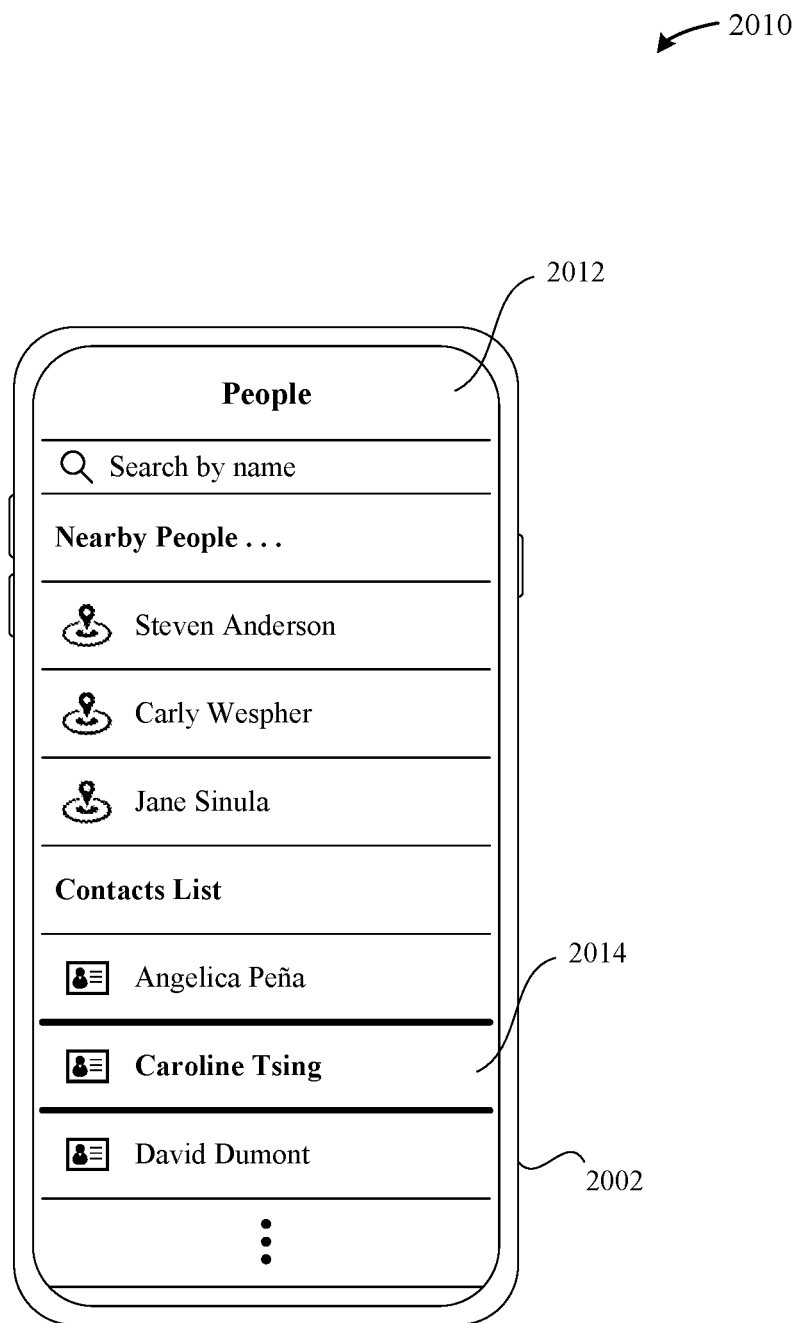 2010
2012
People
Search by name
Nearby People . . .
Steven Anderson
Carly Wespher
Jane Sinula
Contacts List
2014
Angelica Peña
Caroline Tsing
David Dumont
2002